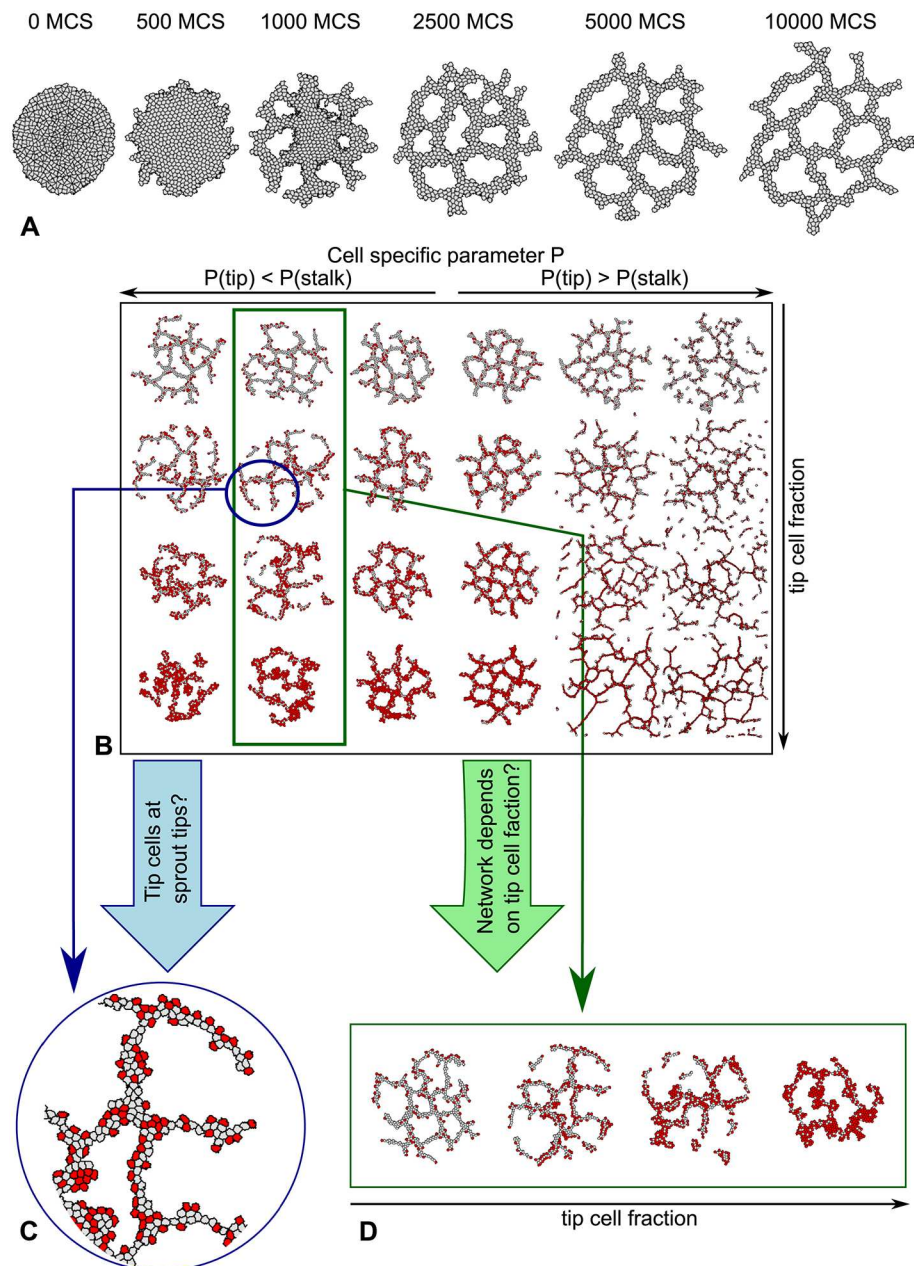 0 MCS 500 MCS 1000 MCS 2500 MCS 5000 MCS 10000 MCS
A
Cell specific parameter P
P(tip) < P(stalk) P(tip) > P(stalk)
tip cell fraction
B
Tip cells at
sprout tips?
Network depends
on tip cell faction?
C
D
tip cell fraction